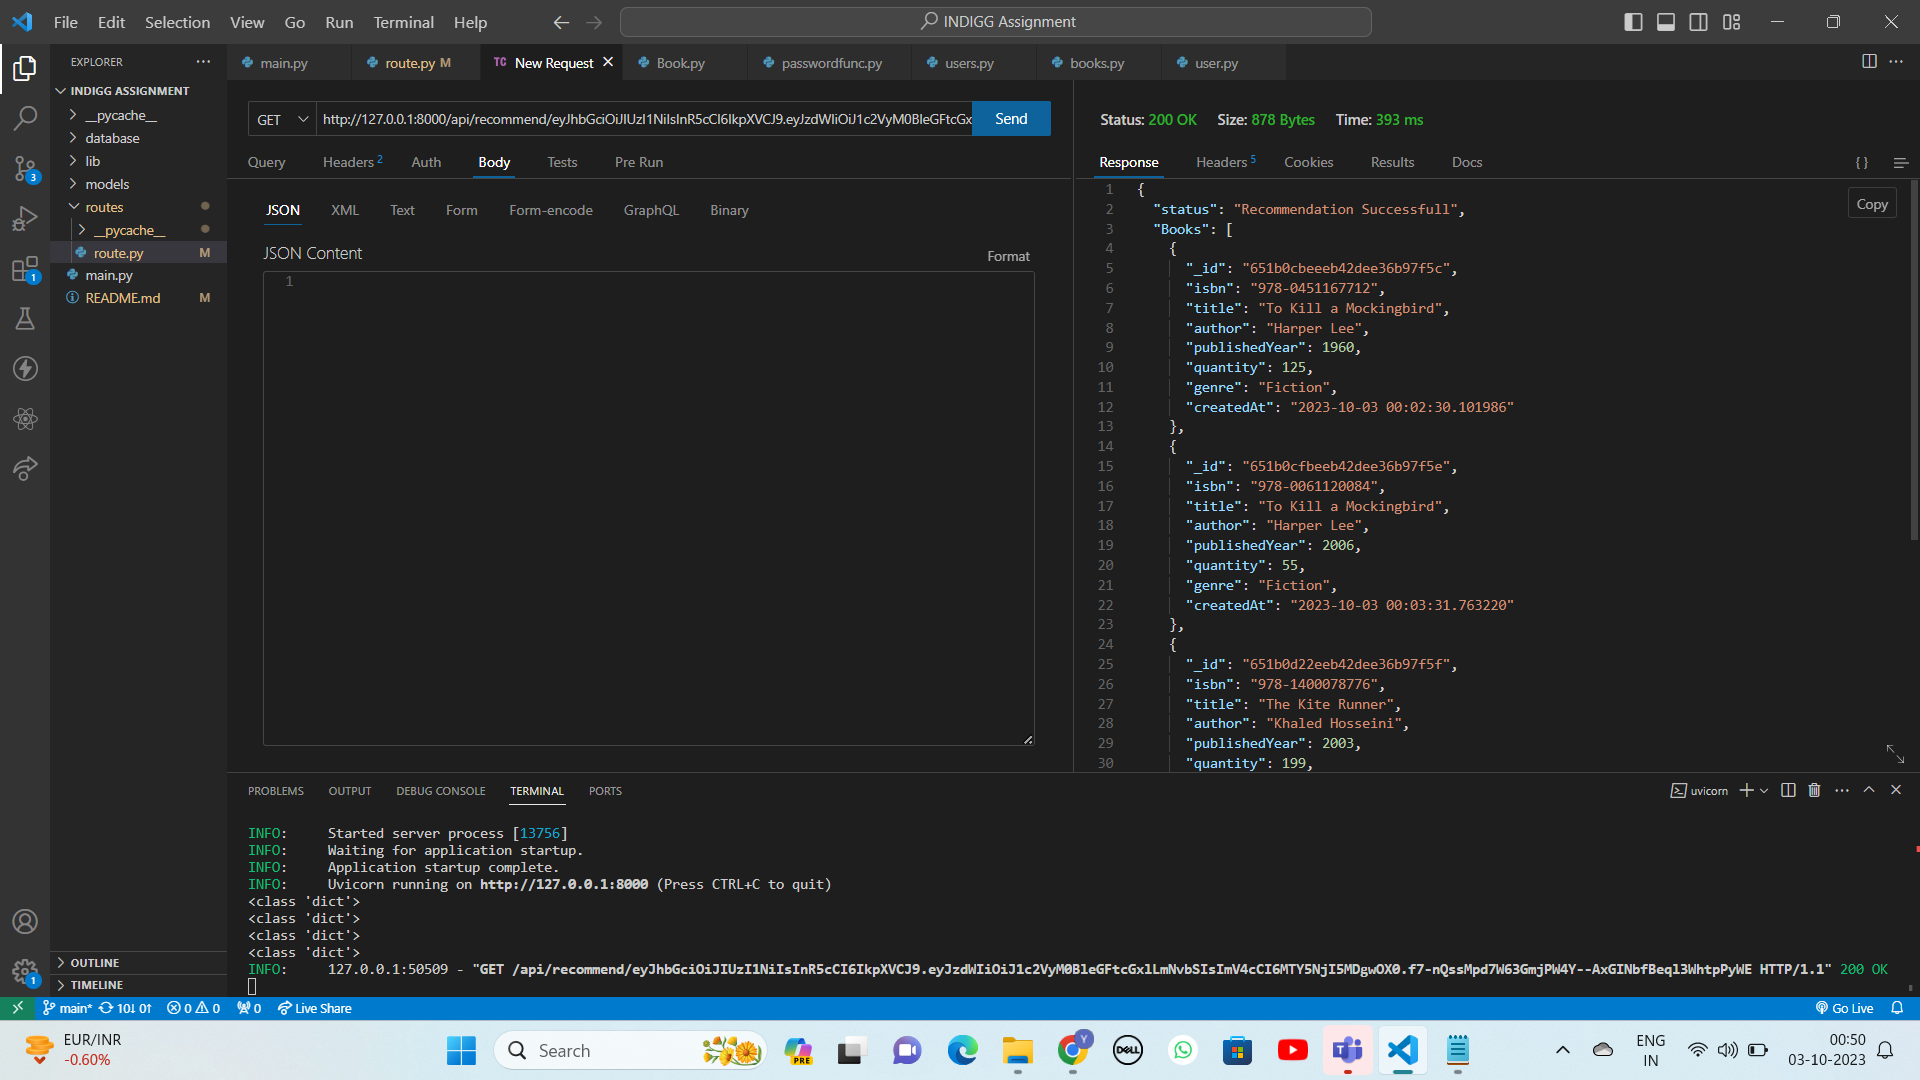 File Edit Selection View Go Run Terminal Help
INDIGG Assignment
EXPLORER
INDIGG ASSIGNMENT
__pycache__
database
lib
models
routes
__pycache__
route.py M
main.py
README.md M
OUTLINE
TIMELINE
3
1
1
main.py
route.py M
TC New Request
Book.py
passwordfunc.py
users.py
books.py
user.py
GET
http://127.0.0.1:8000/api/recommend/eyJhbGciOiJIUzI1NiIsInR5cCI6IkpXVCJ9.eyJzdWIiOiJ1c2VyM0BleGFtcGx
Send
Query Headers 2 Auth Body Tests Pre Run
JSON XML Text Form Form-encode GraphQL Binary
JSON Content
Format
1
Status: 200 OK Size: 878 Bytes Time: 393 ms
Response Headers 5 Cookies Results Docs
{ }
Copy
1 {
2 "status": "Recommendation Successfull",
3 "Books": [
4 {
5 "_id": "651b0cbeeeb42dee36b97f5c",
6 "isbn": "978-0451167712",
7 "title": "To Kill a Mockingbird",
8 "author": "Harper Lee",
9 "publishedYear": 1960,
10 "quantity": 125,
11 "genre": "Fiction",
12 "createdAt": "2023-10-03 00:02:30.101986"
13 },
14 {
15 "_id": "651b0cfbeeb42dee36b97f5e",
16 "isbn": "978-0061120084",
17 "title": "To Kill a Mockingbird",
18 "author": "Harper Lee",
19 "publishedYear": 2006,
20 "quantity": 55,
21 "genre": "Fiction",
22 "createdAt": "2023-10-03 00:03:31.763220"
23 },
24 {
25 "_id": "651b0d22eeb42dee36b97f5f",
26 "isbn": "978-1400078776",
27 "title": "The Kite Runner",
28 "author": "Khaled Hosseini",
29 "publishedYear": 2003,
30 "quantity": 199,
PROBLEMS OUTPUT DEBUG CONSOLE TERMINAL PORTS
uvicorn
INFO: Started server process [13756]
INFO: Waiting for application startup.
INFO: Application startup complete.
INFO: Uvicorn running on http://127.0.0.1:8000 (Press CTRL+C to quit)
<class 'dict'>
<class 'dict'>
<class 'dict'>
<class 'dict'>
INFO: 127.0.0.1:50509 - "GET /api/recommend/eyJhbGciOiJIUzI1NiIsInR5cCI6IkpXVCJ9.eyJzdWIiOiJ1c2VyM0BleGFtcGxlLmNvbSIsImV4cCI6MTY5NjI5MDgwOX0.f7-nQssMpd7W63GmjPW4Y--AxGINbfBeql3WhtpPyWE HTTP/1.1" 200 OK
main* 10↓ 0↑ 0 0 0 Live Share
Go Live
EUR/INR
-0.60%
Search
PRE
Y
DELL
T
ENG
IN
00:50
03-10-2023